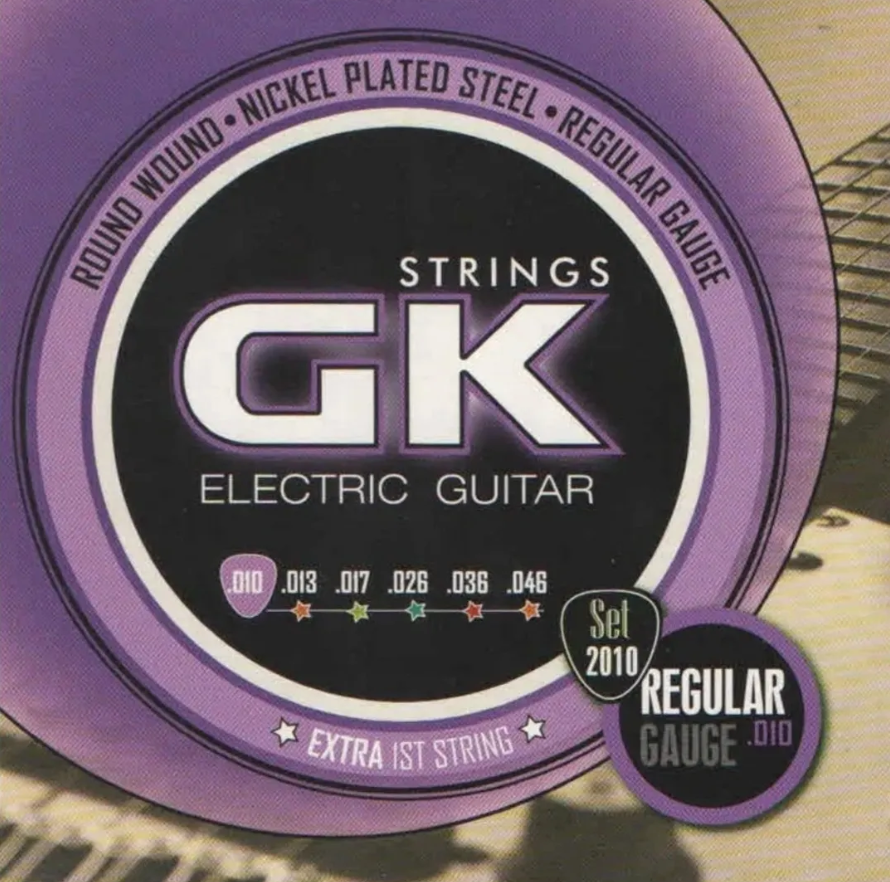 ROUND WOUND • NICKEL PLATED STEEL • REGULAR GAUGE
STRINGS
GK
ELECTRIC GUITAR
.010 .013 .017 .026 .036 .046
Set
2010
REGULAR
GAUGE .010
EXTRA 1ST STRING